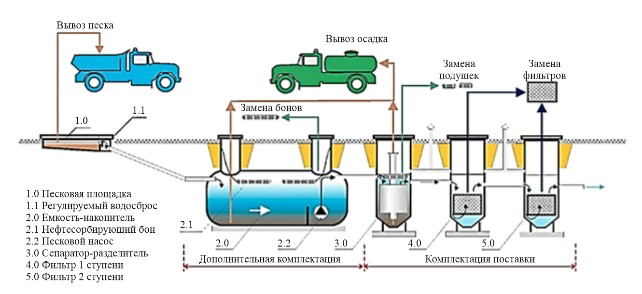 Вывоз песка
Вывоз осадка
Замена
подушек
Замена
фильтров
Замена бонов
1.0
1.1
1.0 Песковая площадка
1.1 Регулируемый водосброс
2.0 Емкость-накопитель
2.1 Нефтесорбирующий бон
2.2 Песковой насос
3.0 Сепаратор-разделитель
4.0 Фильтр 1 ступени
5.0 Фильтр 2 ступени
2.1
2.0
2.2
3.0
4.0
5.0
Дополнительная комплектация
Комплектация поставки